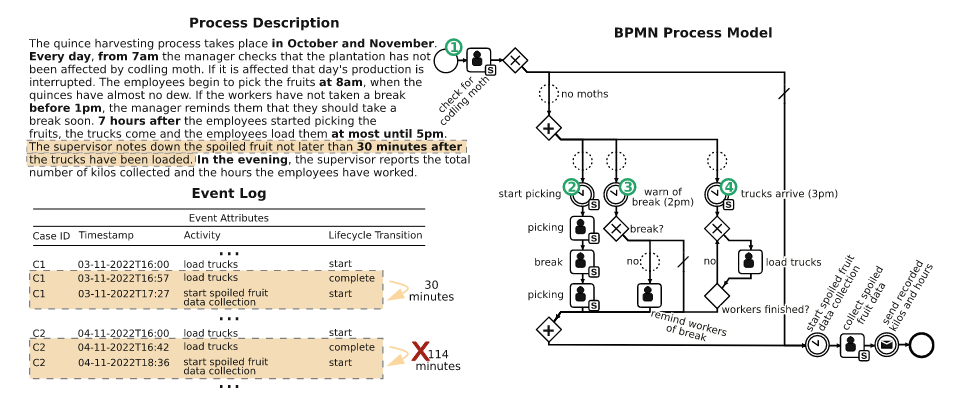 Process Description
The quince harvesting process takes place in October and November.
Every day, from 7am the manager checks that the plantation has not
been affected by codling moth. If it is affected that day's production is
interrupted. The employees begin to pick the fruits at 8am, when the
quinces have almost no dew. If the workers have not taken a break
before 1pm, the manager reminds them that they should take a
break soon. 7 hours after the employees started picking the
fruits, the trucks come and the employees load them at most until 5pm.
The supervisor notes down the spoiled fruit not later than 30 minutes after
the trucks have been loaded. In the evening, the supervisor reports the total
number of kilos collected and the hours the employees have worked.
Event Log
Event Attributes
Case ID Timestamp Activity Lifecycle Transition
...
C1 03-11-2022T16:00 load trucks start
C1 03-11-2022T16:57 load trucks complete
C1 03-11-2022T17:27 start spoiled fruit start
data collection
30
minutes
...
C2 04-11-2022T16:00 load trucks start
C2 04-11-2022T16:42 load trucks complete
C2 04-11-2022T18:36 start spoiled fruit start
data collection
X 114
minutes
...
BPMN Process Model
1
S
check for
codling moth
no moths
start picking
2
S
3
warn of
break (2pm)
4
S
trucks arrive (3pm)
picking
S
break?
break
S
no
no
load trucks
picking
S
remind workers
of break
workers finished?
start spoiled fruit
data collection
collect spoiled
fruit data
S
send recorded
kilos and hours